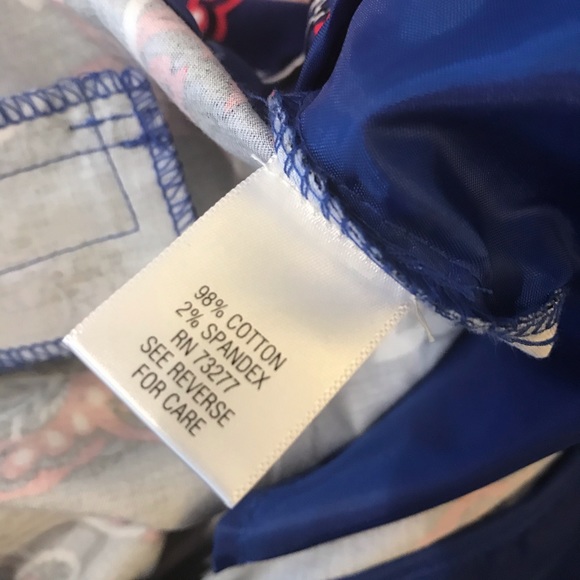 98% COTTON
2% SPANDEX
RN 73277
SEE REVERSE
FOR CARE